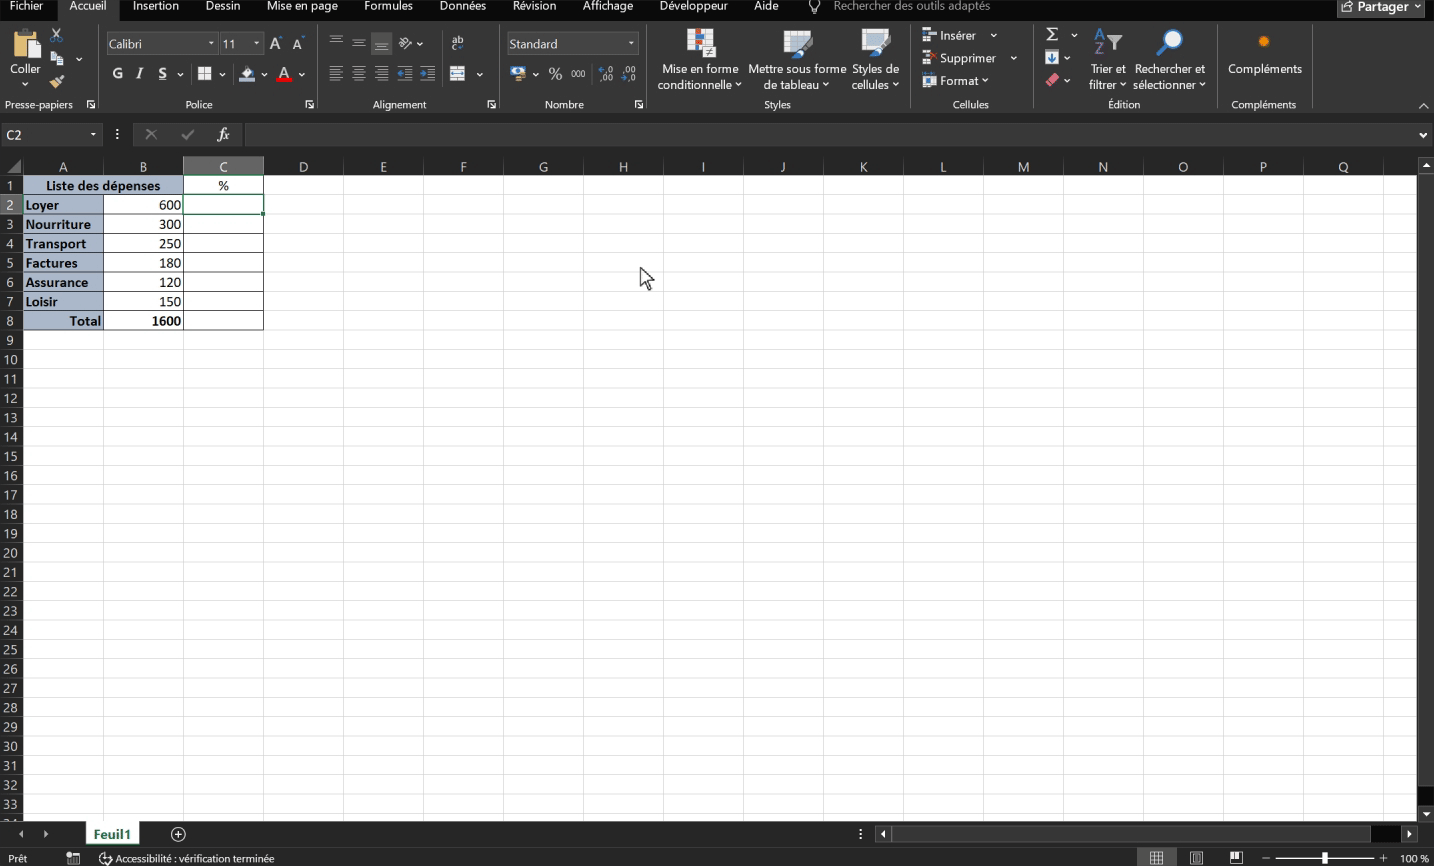 Fichier Accueil Insertion Dessin Mise en page Formules Données Révision Affichage Développeur Aide Rechercher des outils adaptés Partager
Calibri 11 ab Standard Insérer Σ
Coller Mise en forme Mettre sous forme Styles de Supprimer Trier et Rechercher et Compléments
G I S A % 000 conditionnelle de tableau cellules Format filtrer sélectionner
Presse-papiers Police Alignement Nombre Styles Cellules Édition Compléments
C2 fx
A B C D E F G H I J K L M N O P Q
1 Liste des dépenses %
2 Loyer 600
3 Nourriture 300
4 Transport 250
5 Factures 180
6 Assurance 120
7 Loisir 150
8 Total 1600
9
10
11
12
13
14
15
16
17
18
19
20
21
22
23
24
25
26
27
28
29
30
31
32
33
Feuil1
Prêt Accessibilité : vérification terminée 100 %